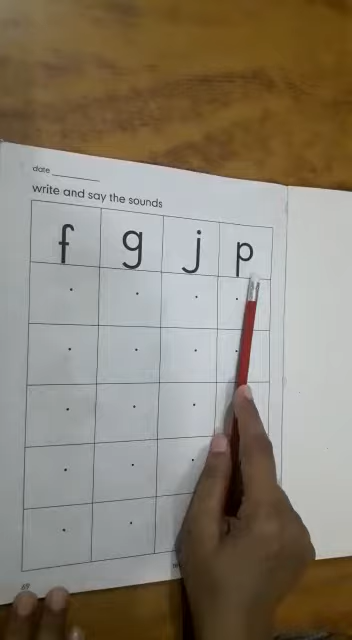 date
write and say the sounds
f g j p